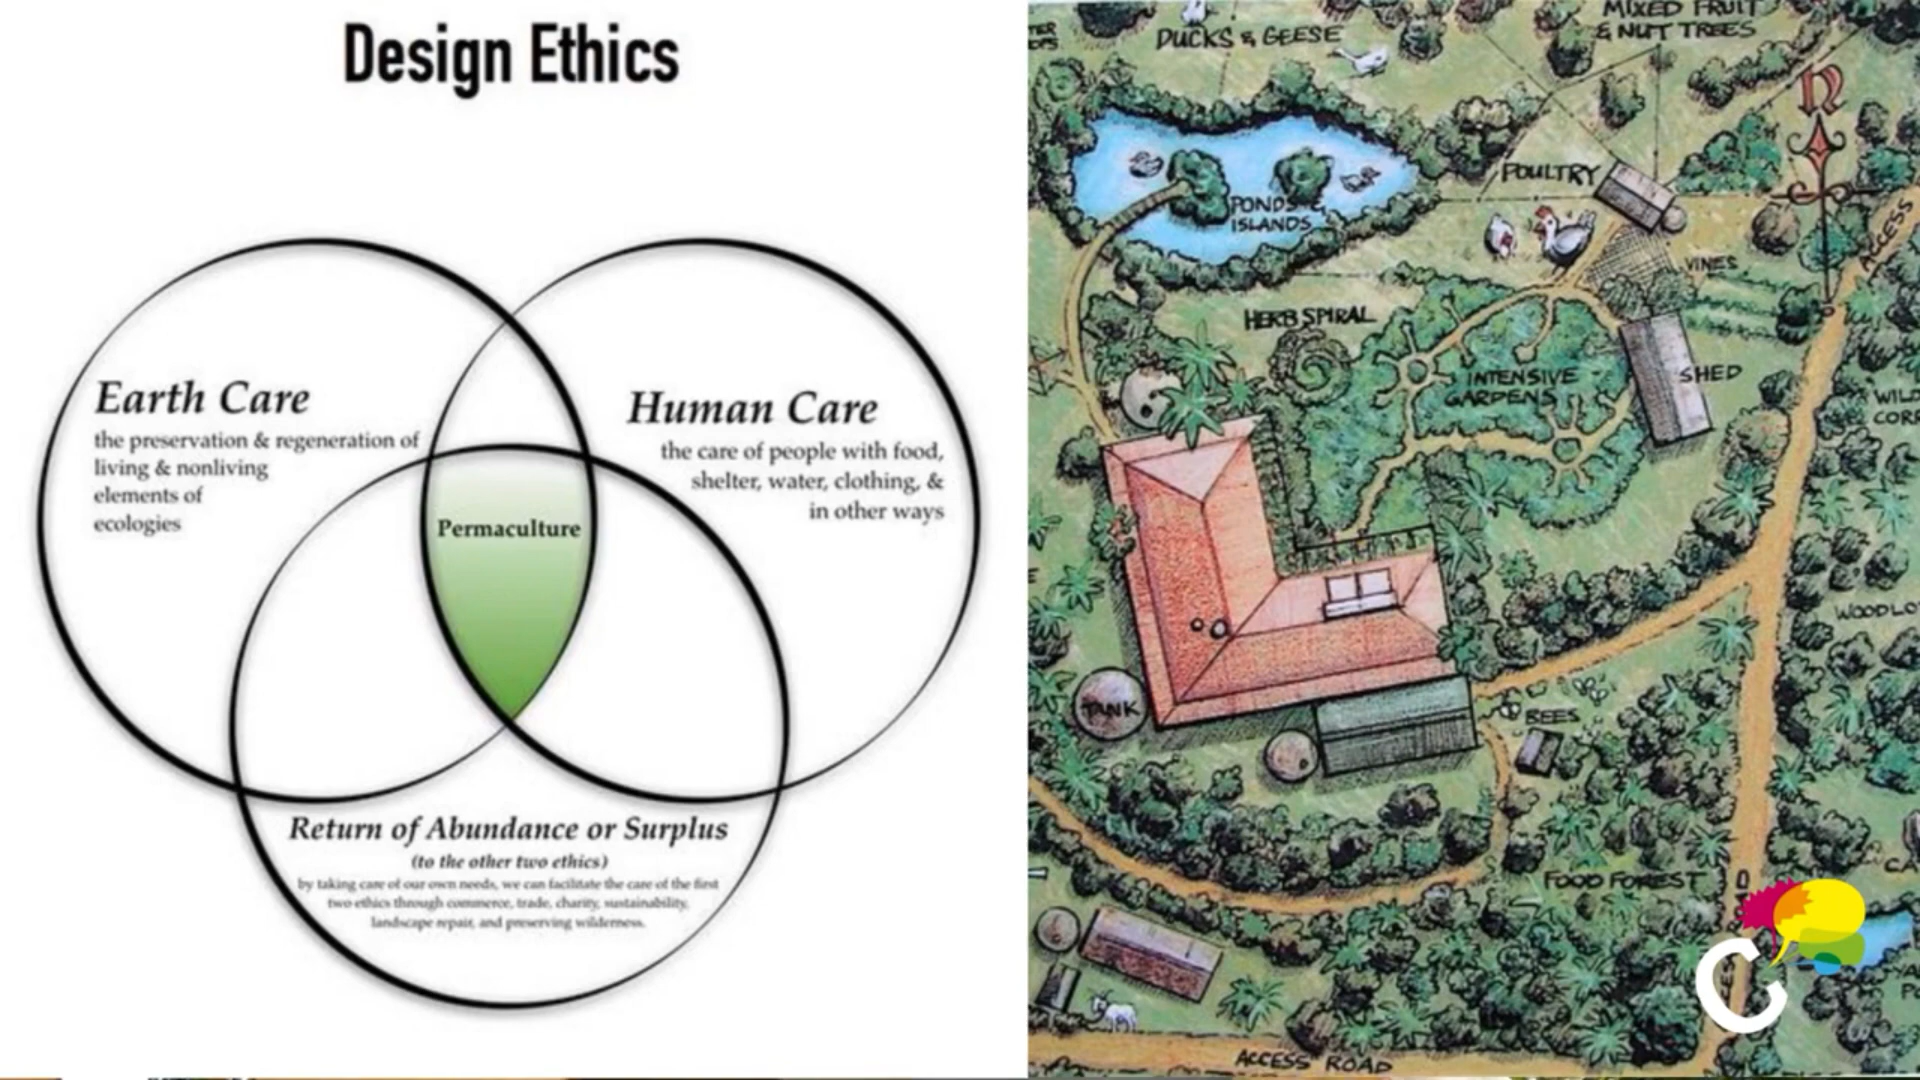 Design Ethics
Earth Care
the preservation & regeneration of
living & nonliving
elements of
ecologies
Human Care
the care of people with food,
shelter, water, clothing, &
in other ways
Permaculture
Return of Abundance or Surplus
(to the other two ethics)
by taking care of our own needs, we can facilitate the care of the first
two ethics through commerce, trade, charity, sustainability,
landscape repair, and preserving wilderness.
DUCKS & GEESE
MIXED FRUIT
& NUT TREES
n
POULTRY
PONDS &
ISLANDS
ACCESS
VINES
HERB SPIRAL
INTENSIVE
GARDENS
SHED
WILD
WOODLO
TANK
BEES
FOOD FOREST
C
ACCESS ROAD